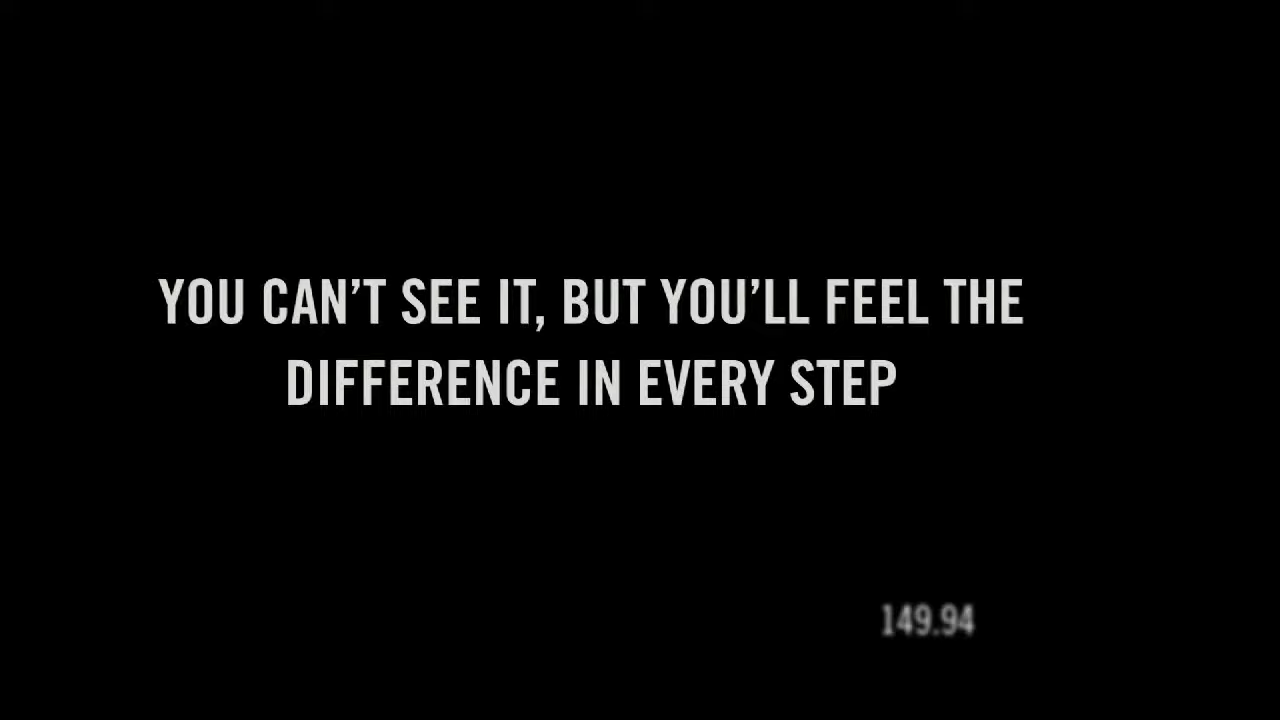 YOU CAN’T SEE IT, BUT YOU’LL FEEL THE
DIFFERENCE IN EVERY STEP
149.94